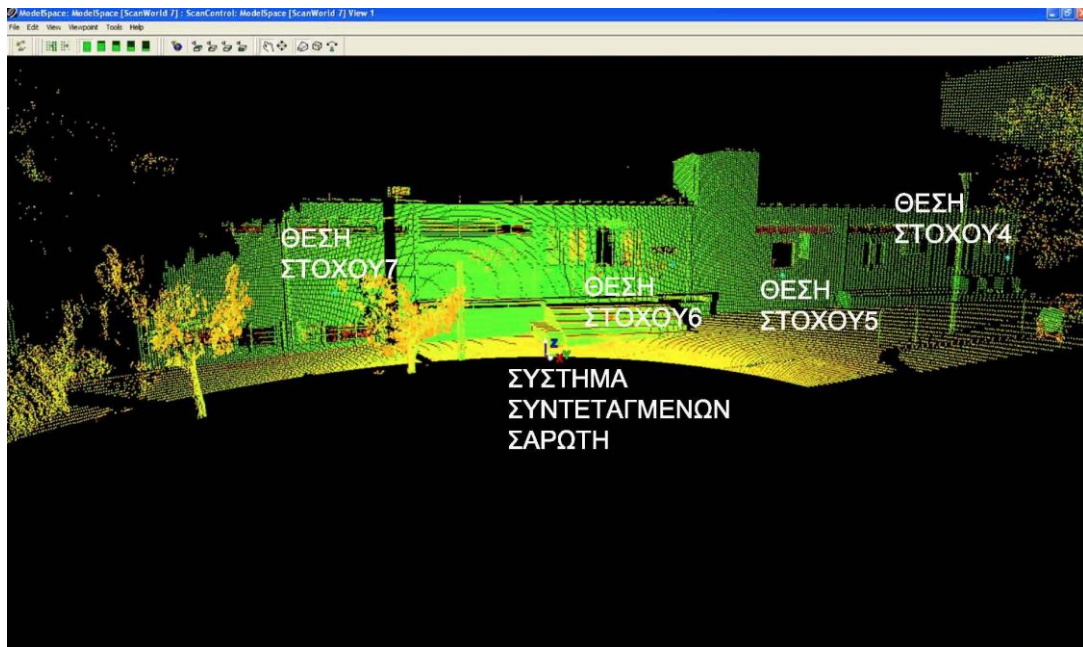 ModelSpace: ModelSpace [ScanWorld 7] : ScanControl: ModelSpace [ScanWorld 7] View 1
File Edit View Viewpoint Tools Help
ΘΕΣΗ
ΣΤΟΧΟΥ4
ΘΕΣΗ
ΣΤΟΧΟΥ7
ΘΕΣΗ
ΣΤΟΧΟΥ6
ΘΕΣΗ
ΣΤΟΧΟΥ5
Z
ΣΥΣΤΗΜΑ
ΣΥΝΤΕΤΑΓΜΕΝΩΝ
ΣΑΡΩΤΗ